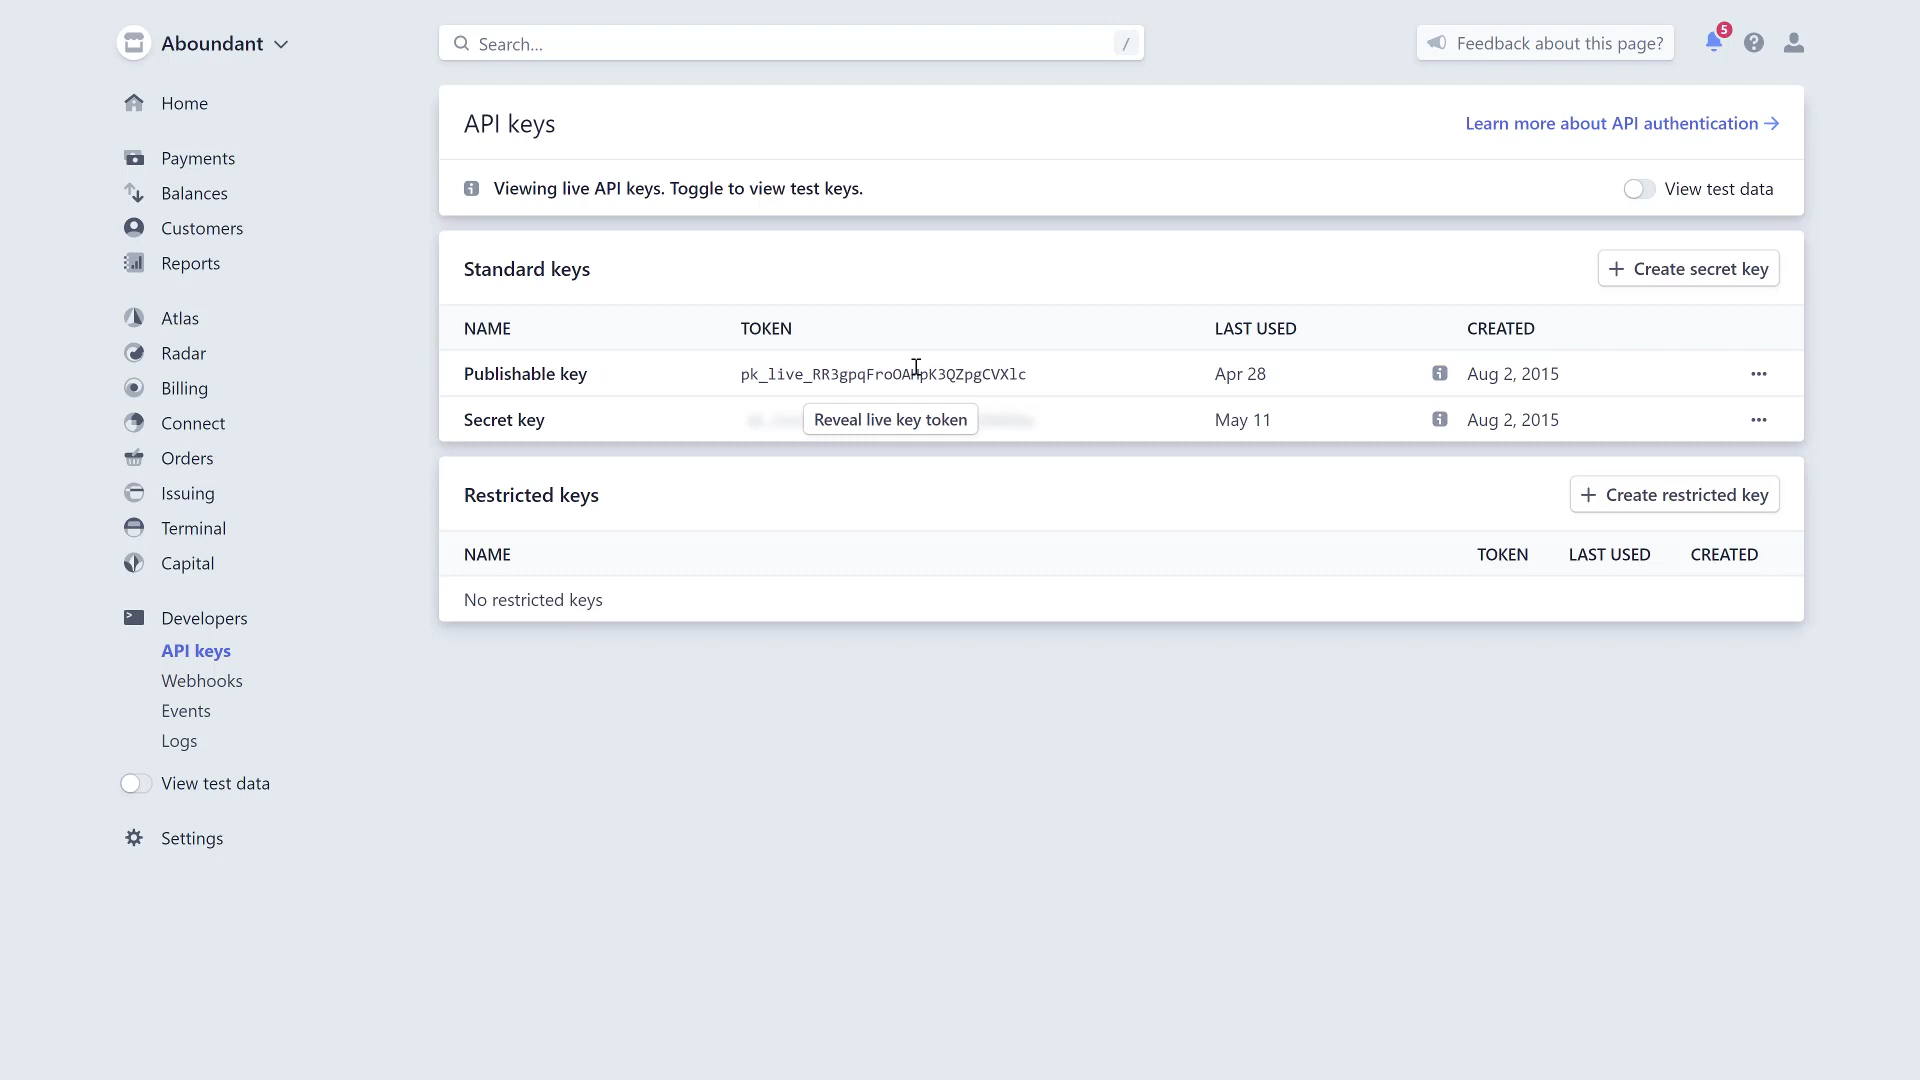 Aboundant
Search...
/
Feedback about this page?
5
Home
Payments
Balances
Customers
Reports
Atlas
Radar
Billing
Connect
Orders
Issuing
Terminal
Capital
Developers
API keys
Webhooks
Events
Logs
View test data
Settings
API keys
Learn more about API authentication
Viewing live API keys. Toggle to view test keys.
View test data
Standard keys
+ Create secret key
NAME TOKEN LAST USED CREATED
Publishable key Apr 28 Aug 2, 2015
Secret key Reveal live key token May 11 Aug 2, 2015
Restricted keys
+ Create restricted key
NAME TOKEN LAST USED CREATED
No restricted keys